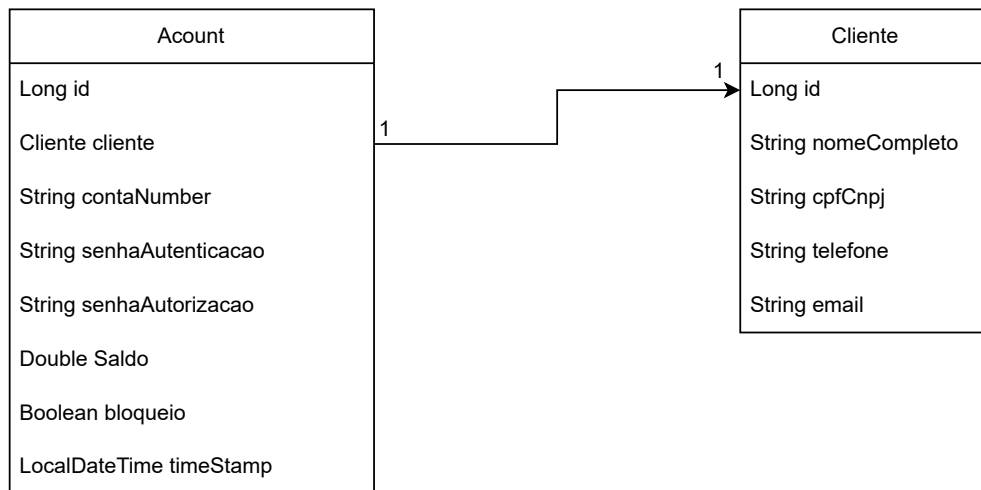 Acount
Long id
Cliente cliente
String contaNumber
String senhaAutenticacao
String senhaAutorizacao
Double Saldo
Boolean bloqueio
LocalDateTime timeStamp
1
1
Cliente
Long id
String nomeCompleto
String cpfCnpj
String telefone
String email